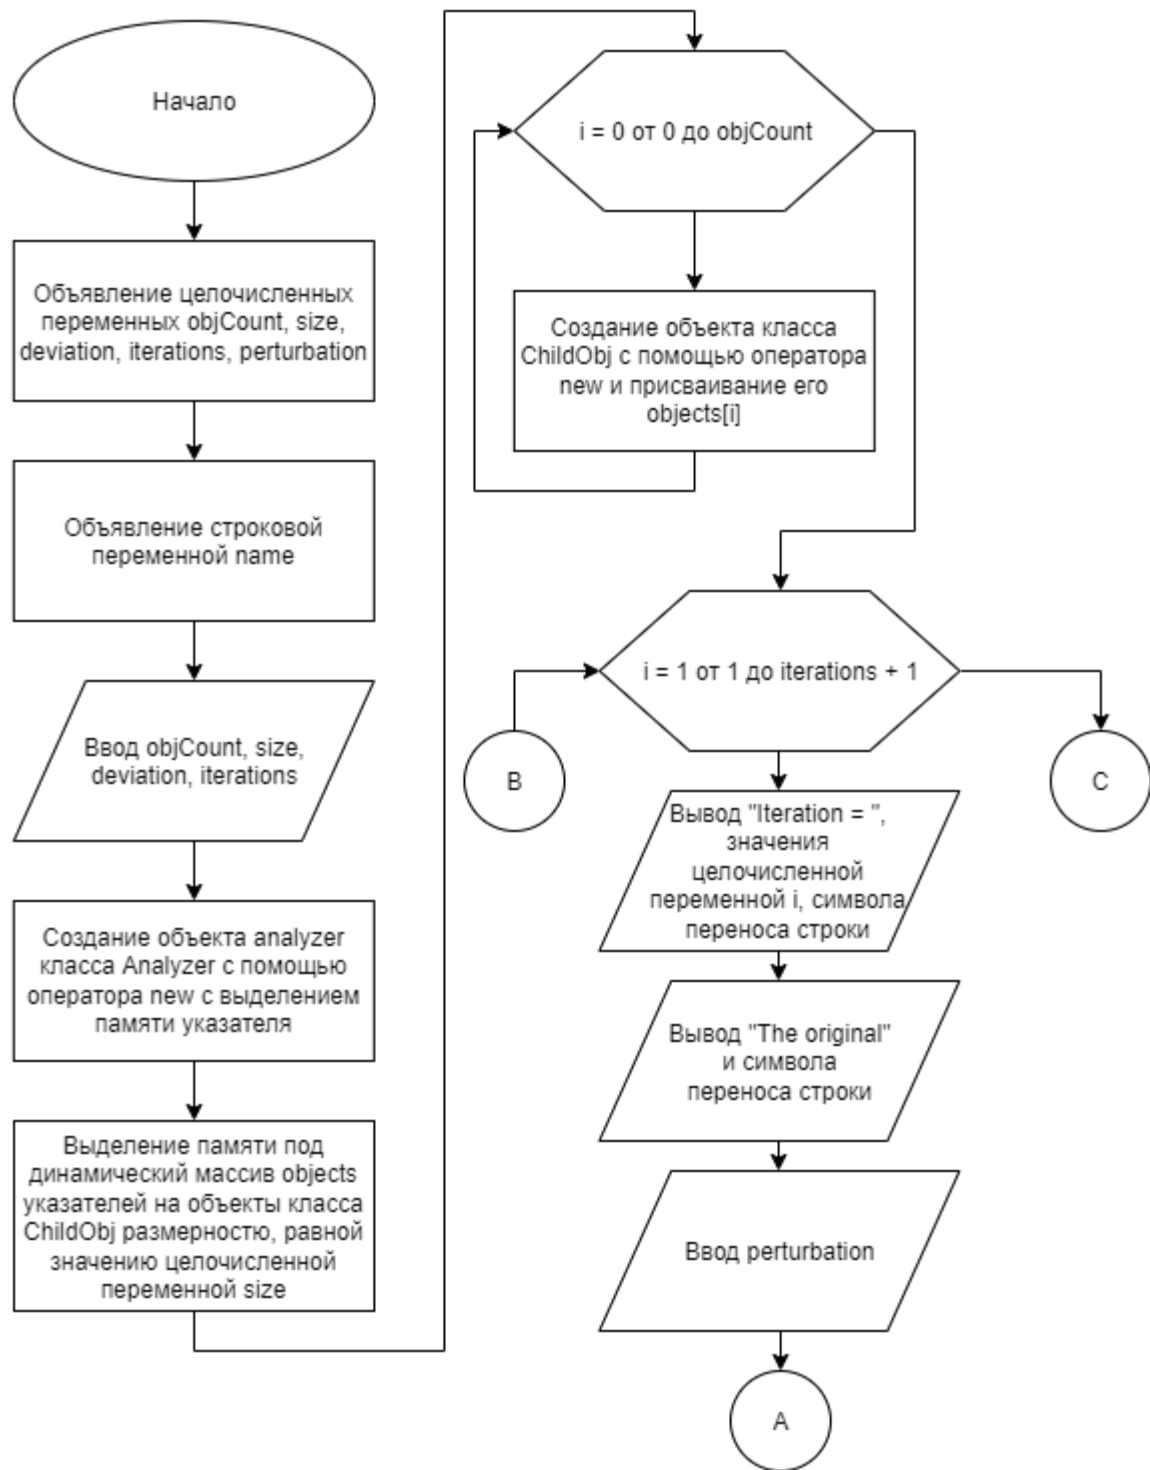 Начало
Объявление целочисленных
переменных objCount, size,
deviation, iterations, perturbation
Объявление строковой
переменной name
Ввод objCount, size,
deviation, iterations
Создание объекта analyzer
класса Analyzer с помощью
оператора new с выделением
памяти указателя
Выделение памяти под
динамический массив objects
указателей на объекты класса
ChildObj размерностью, равной
значению целочисленной
переменной size
i = 0 от 0 до objCount
Создание объекта класса
ChildObj с помощью оператора
new и присваивание его
objects[i]
i = 1 от 1 до iterations + 1
B
C
Вывод "Iteration = ",
значения
целочисленной
переменной i, символа
переноса строки
Вывод "The original"
и символа
переноса строки
Ввод perturbation
A